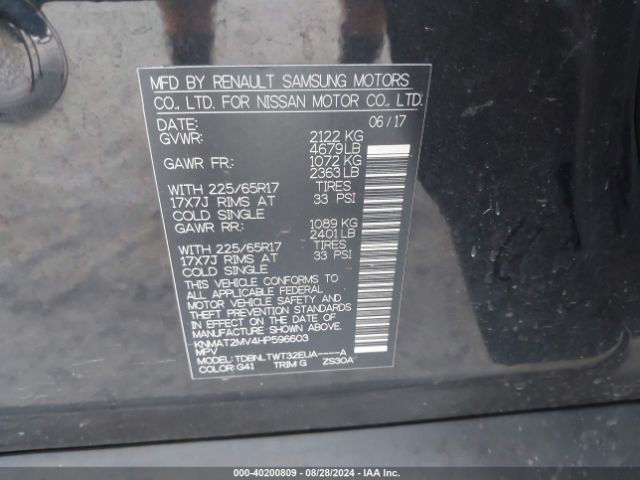 MFD BY RENAULT SAMSUNG MOTORS
CO., LTD. FOR NISSAN MOTOR CO., LTD.
DATE: 06/17
GVWR: 2122 KG
4679 LB
GAWR FR: 1072 KG
2363 LB
WITH 225/65R17 TIRES
17X7J RIMS AT 33 PSI
COLD SINGLE
GAWR RR: 1089 KG
2401 LB
WITH 225/65R17 TIRES
17X7J RIMS AT 33 PSI
COLD SINGLE
THIS VEHICLE CONFORMS TO
ALL APPLICABLE FEDERAL
MOTOR VEHICLE SAFETY AND
THEFT PREVENTION
STANDARDS IN EFFECT ON
THE DATE OF
MANUFACTURE SHOWN ABOVE.
KNMAT2MV4HP596603
MPV
MODEL: TDBNLTWT32EUA-----A
COLOR: G41 TRIM: G ZS30A
000-40200809 - 08/28/2024 - IAA Inc.